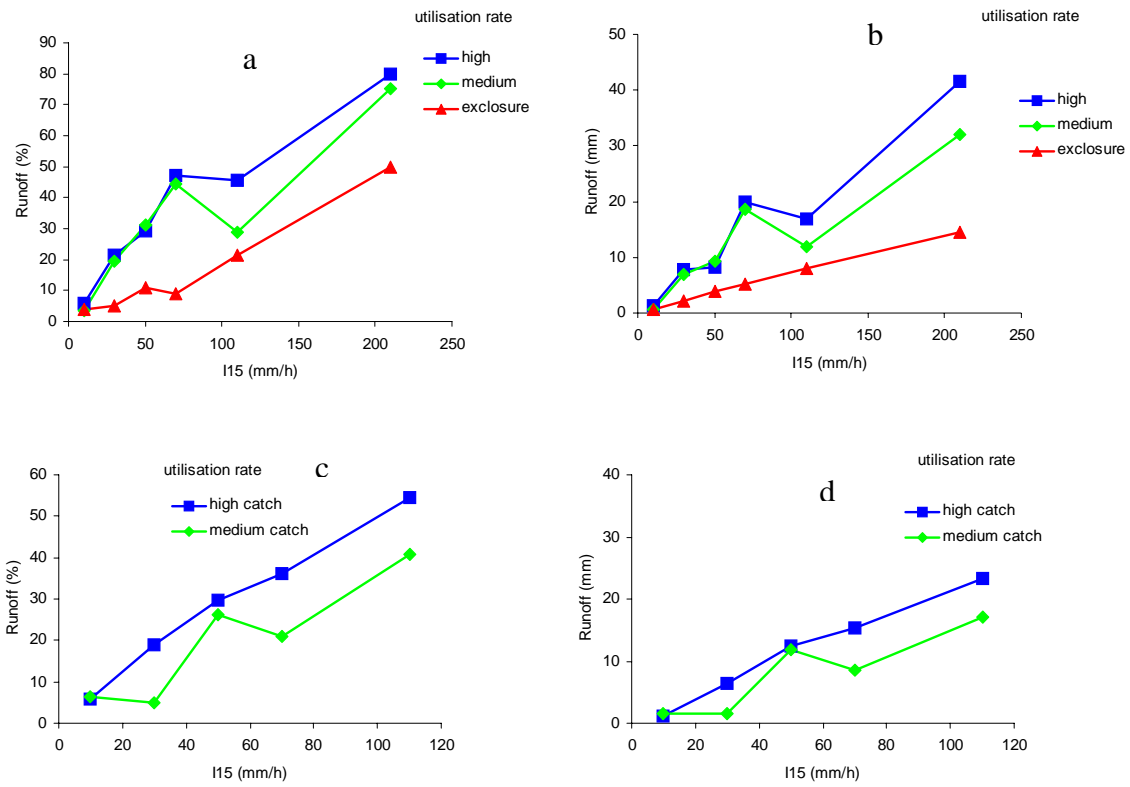 utilisation rate
a
high
medium
exclosure
90
80
70
60
50
40
30
20
10
0
Runoff (%)
0 50 100 150 200 250
I15 (mm/h)
utilisation rate
b
high
medium
exclosure
50
40
30
20
10
0
Runoff (mm)
0 50 100 150 200 250
I15 (mm/h)
utilisation rate
c
high catch
medium catch
60
50
40
30
20
10
0
Runoff (%)
0 20 40 60 80 100 120
I15 (mm/h)
utilisation rate
d
high catch
medium catch
40
30
20
10
0
Runoff (mm)
0 20 40 60 80 100 120
I15 (mm/h)